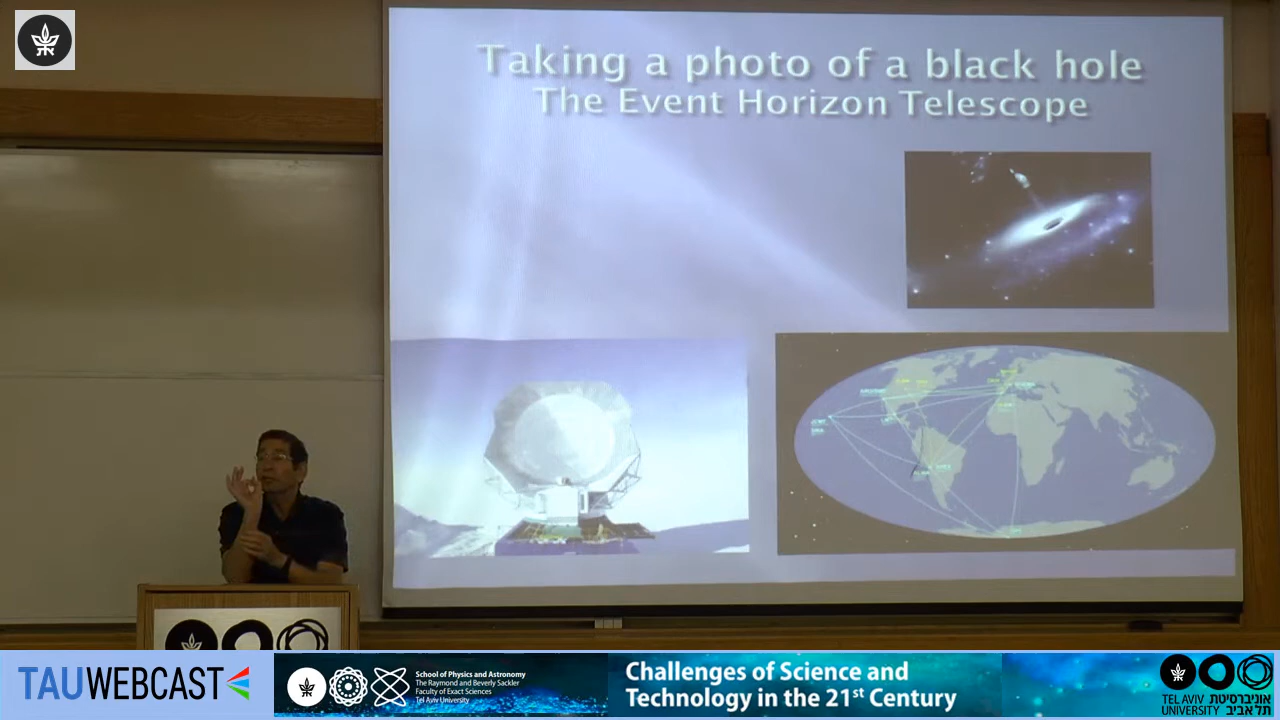 Taking a photo of a black hole
The Event Horizon Telescope
TAUWEBCAST
School of Physics and Astronomy
The Raymond and Beverly Sackler
Faculty of Exact Sciences
Tel Aviv University
Challenges of Science and
Technology in the 21st Century
TEL AVIV אוניברסיטת
UNIVERSITY תל אביב